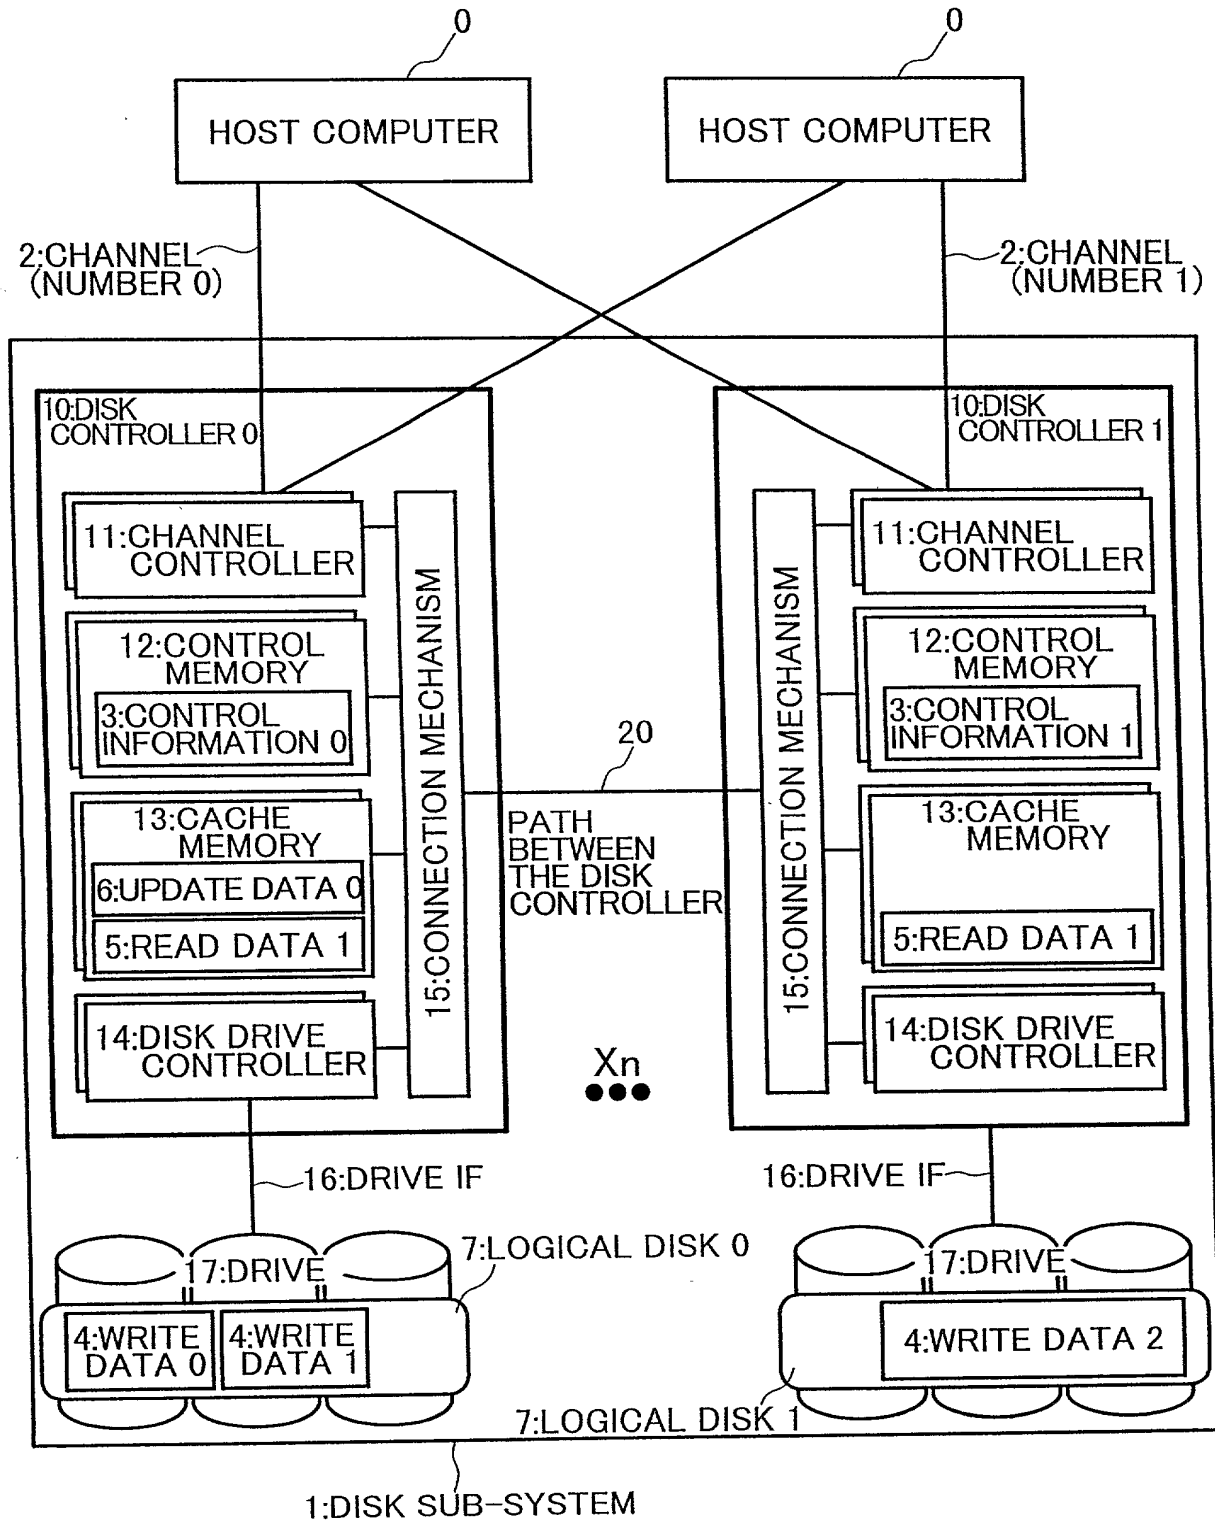 0
0
HOST COMPUTER
HOST COMPUTER
2:CHANNEL
(NUMBER 0)
2:CHANNEL
(NUMBER 1)
10:DISK
CONTROLLER 0
10:DISK
CONTROLLER 1
11:CHANNEL
CONTROLLER
12:CONTROL
MEMORY
3:CONTROL
INFORMATION 0
13:CACHE
MEMORY
6:UPDATE DATA 0
5:READ DATA 1
14:DISK DRIVE
CONTROLLER
15:CONNECTION MECHANISM
20
PATH
BETWEEN
THE DISK
CONTROLLER
Xn
15:CONNECTION MECHANISM
11:CHANNEL
CONTROLLER
12:CONTROL
MEMORY
3:CONTROL
INFORMATION 1
13:CACHE
MEMORY
5:READ DATA 1
14:DISK DRIVE
CONTROLLER
16:DRIVE IF
16:DRIVE IF
17:DRIVE
7:LOGICAL DISK 0
17:DRIVE
4:WRITE
DATA 0
4:WRITE
DATA 1
4:WRITE DATA 2
7:LOGICAL DISK 1
1:DISK SUB-SYSTEM